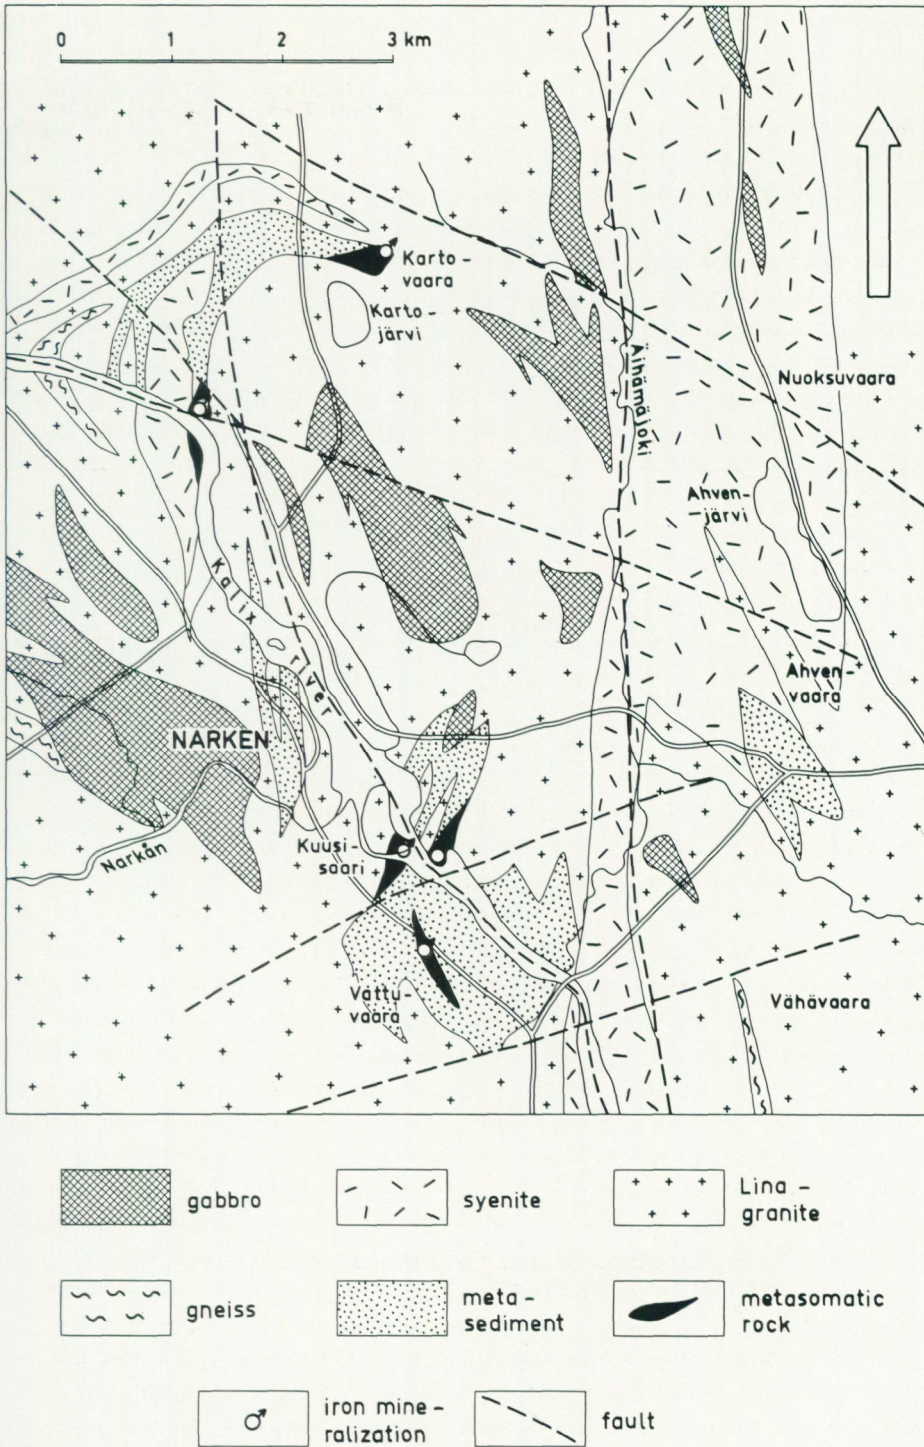 0 1 2 3 km
Karto-
vaara
Karto-
järvi
Äihämäjoki
Nuoksuvaara
Ahven-
järvi
Kalix river
Ahven-
vaara
NARKEN
Kuusi-
saari
Narkån
Vattu-
vaara
Vähävaara
gabbro
syenite
Lina-
granite
gneiss
meta-
sediment
metasomatic
rock
iron mine-
ralization
fault